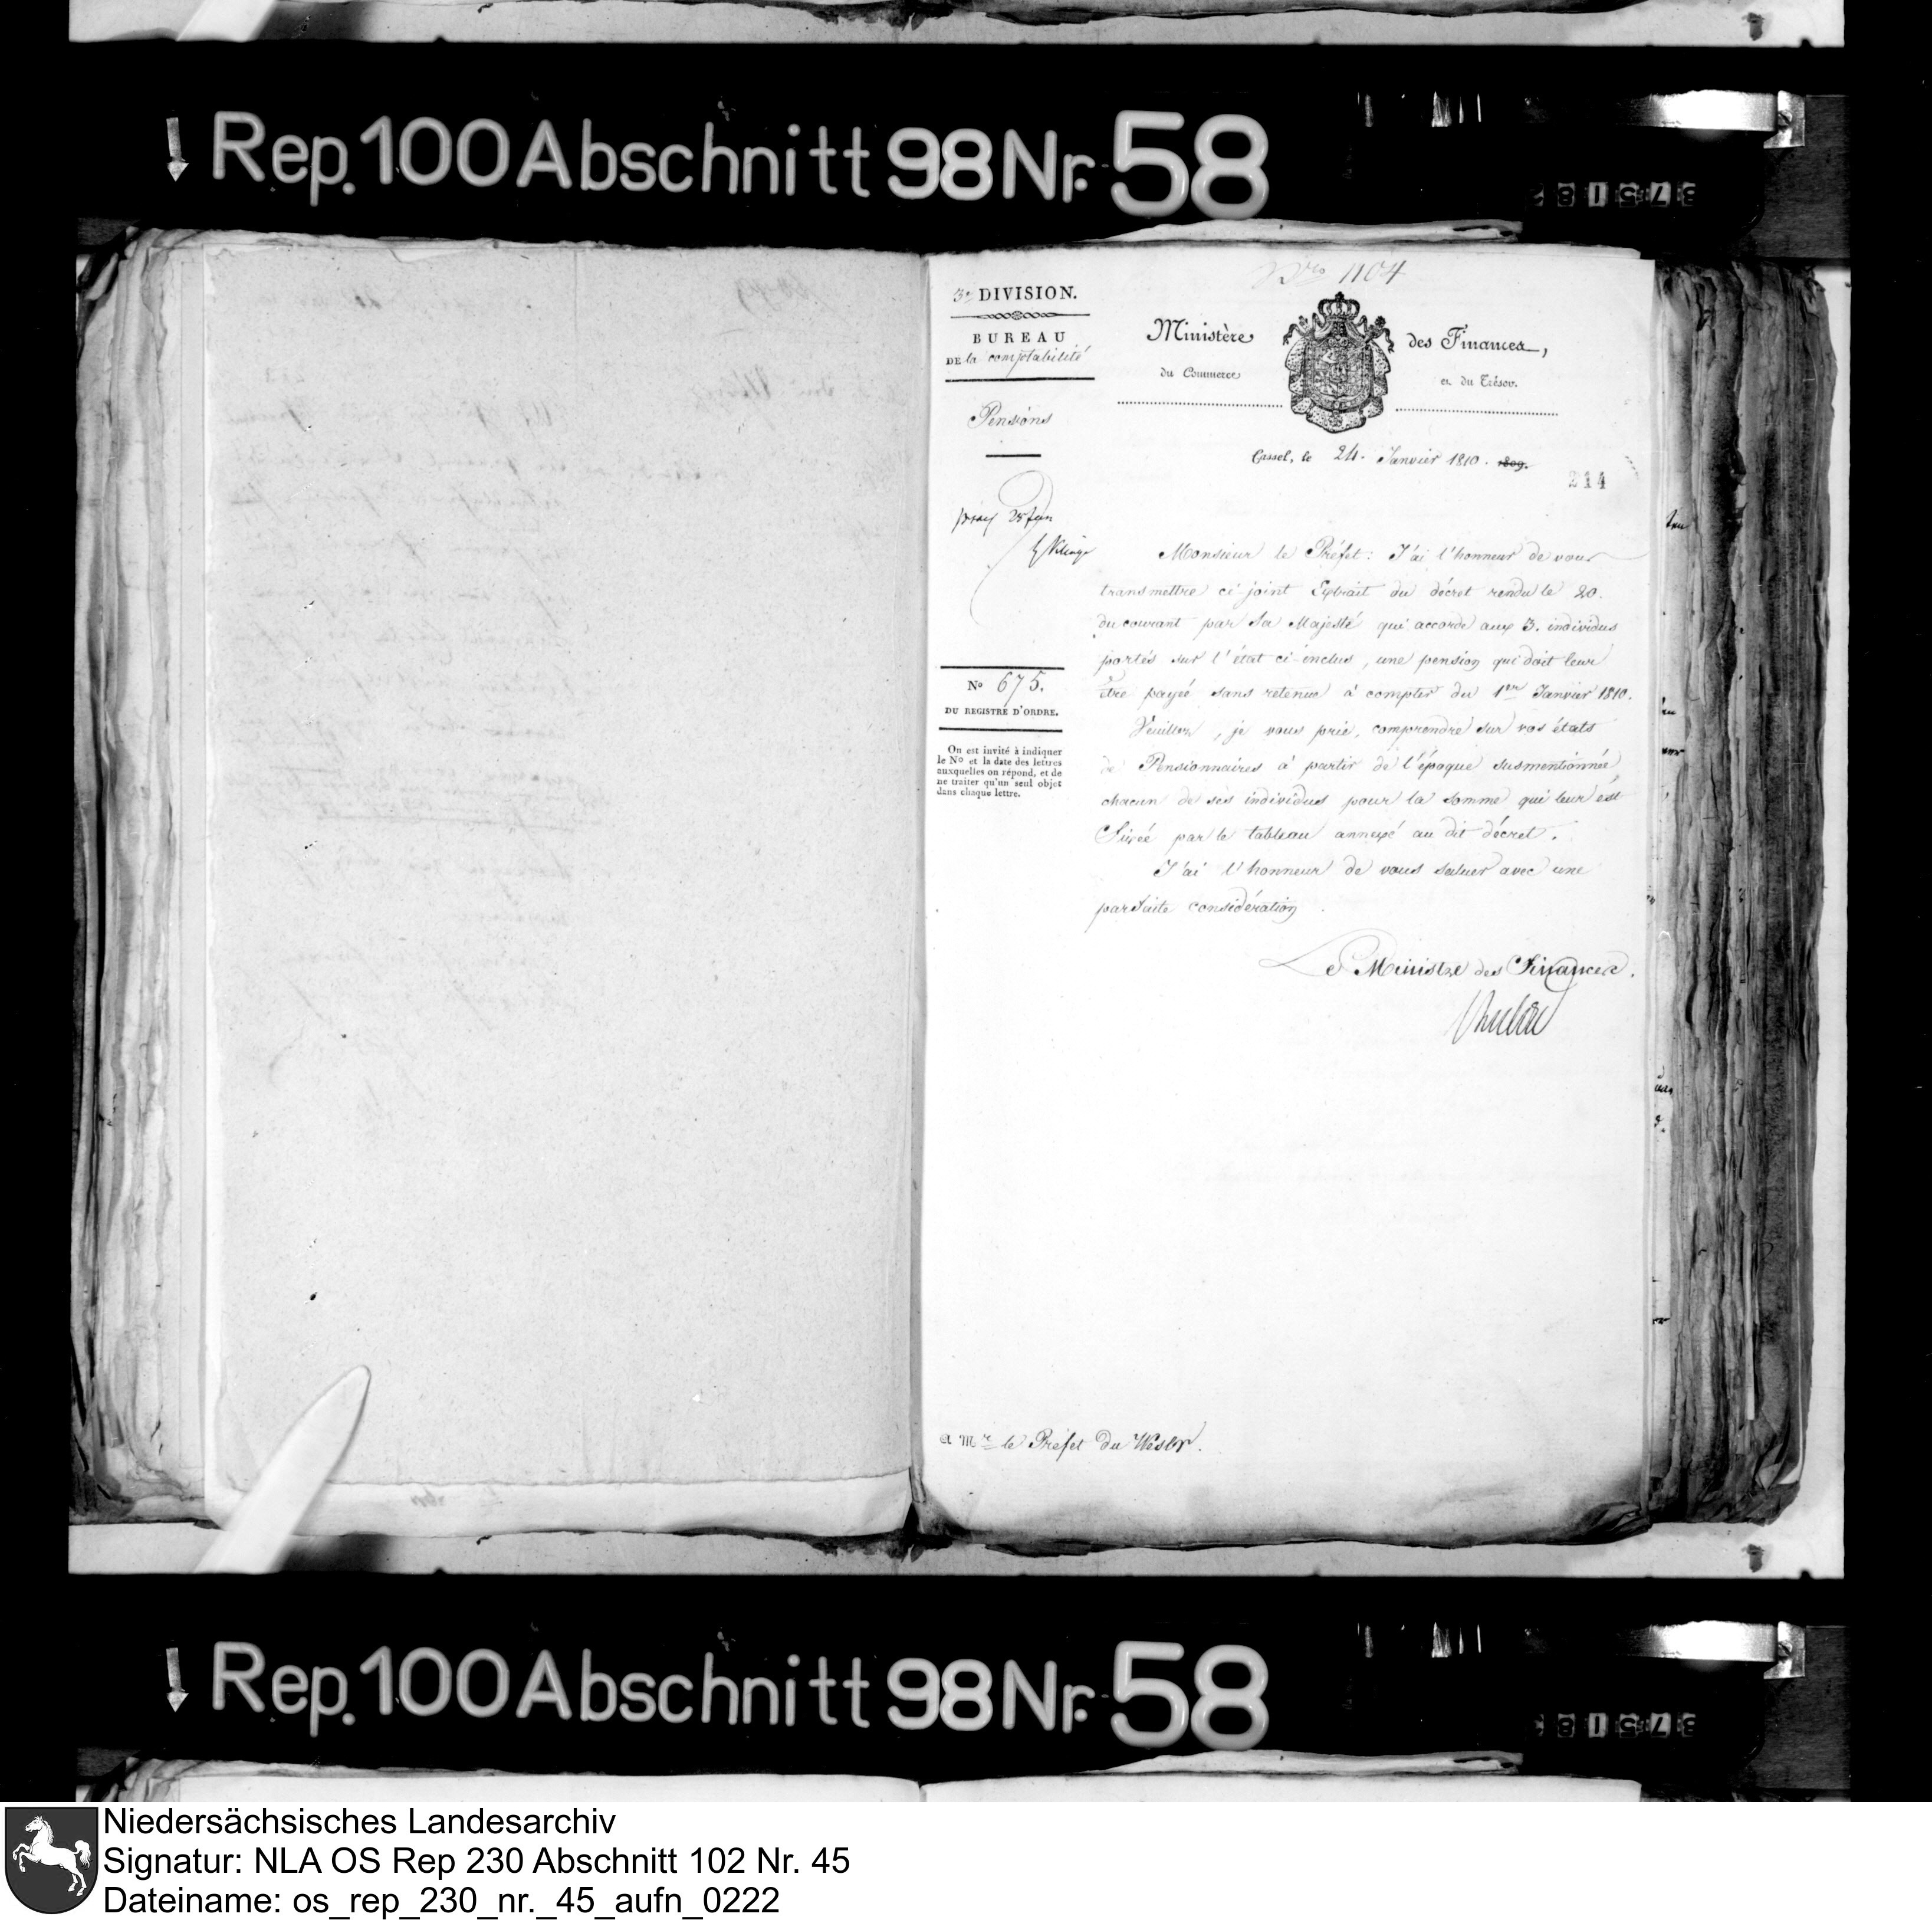 Rep. 100 Abschnitt 98 Nr. 58
Nro 1104
3e DIVISION.
BUREAU
DE la comptabilité
Pensions
Ministère des Finances,
du Commerce et du Trésor.
Cassel, le 24. Janvier 1810. 1809.
214
Monsieur le Préfet: J'ai l'honneur de vous
transmettre ci-joint Extrait du décret rendu le 20.
du courant par Sa Majesté qui accorde aux 3. individus
portés sur l'état ci-inclus, une pension qui doit leur
être payée sans retenue à compter du 1er Janvier 1810.
Veuillez, je vous prie, comprendre sur vos états
de Pensionnaires à partir de l'époque susmentionnée,
chacun de ses individus pour la somme qui leur est
fixée par le tableau annexé au dit décret.
J'ai l'honneur de vous saluer avec une
parfaite considération
Le Ministre des Finances.
No 675.
DU REGISTRE D'ORDRE.
On est invité à indiquer
le No et la date des lettres
auxquelles on répond, et de
ne traiter qu'un seul objet
dans chaque lettre.
a Mr le Préfet du Weser.
Rep. 100 Abschnitt 98 Nr. 58
Niedersächsisches Landesarchiv
Signatur: NLA OS Rep 230 Abschnitt 102 Nr. 45
Dateiname: os_rep_230_nr._45_aufn_0222